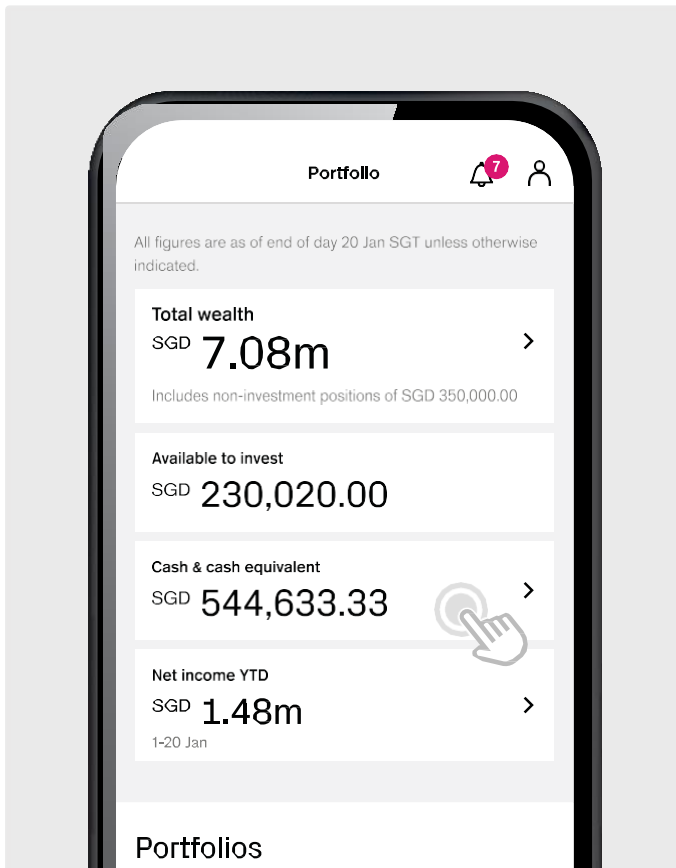 Portfolio
7
All figures are as of end of day 20 Jan SGT unless otherwise
indicated.
Total wealth
SGD 7.08m
Includes non-investment positions of SGD 350,000.00
Available to invest
SGD 230,020.00
Cash & cash equivalent
SGD 544,633.33
Net income YTD
SGD 1.48m
1-20 Jan
Portfolios